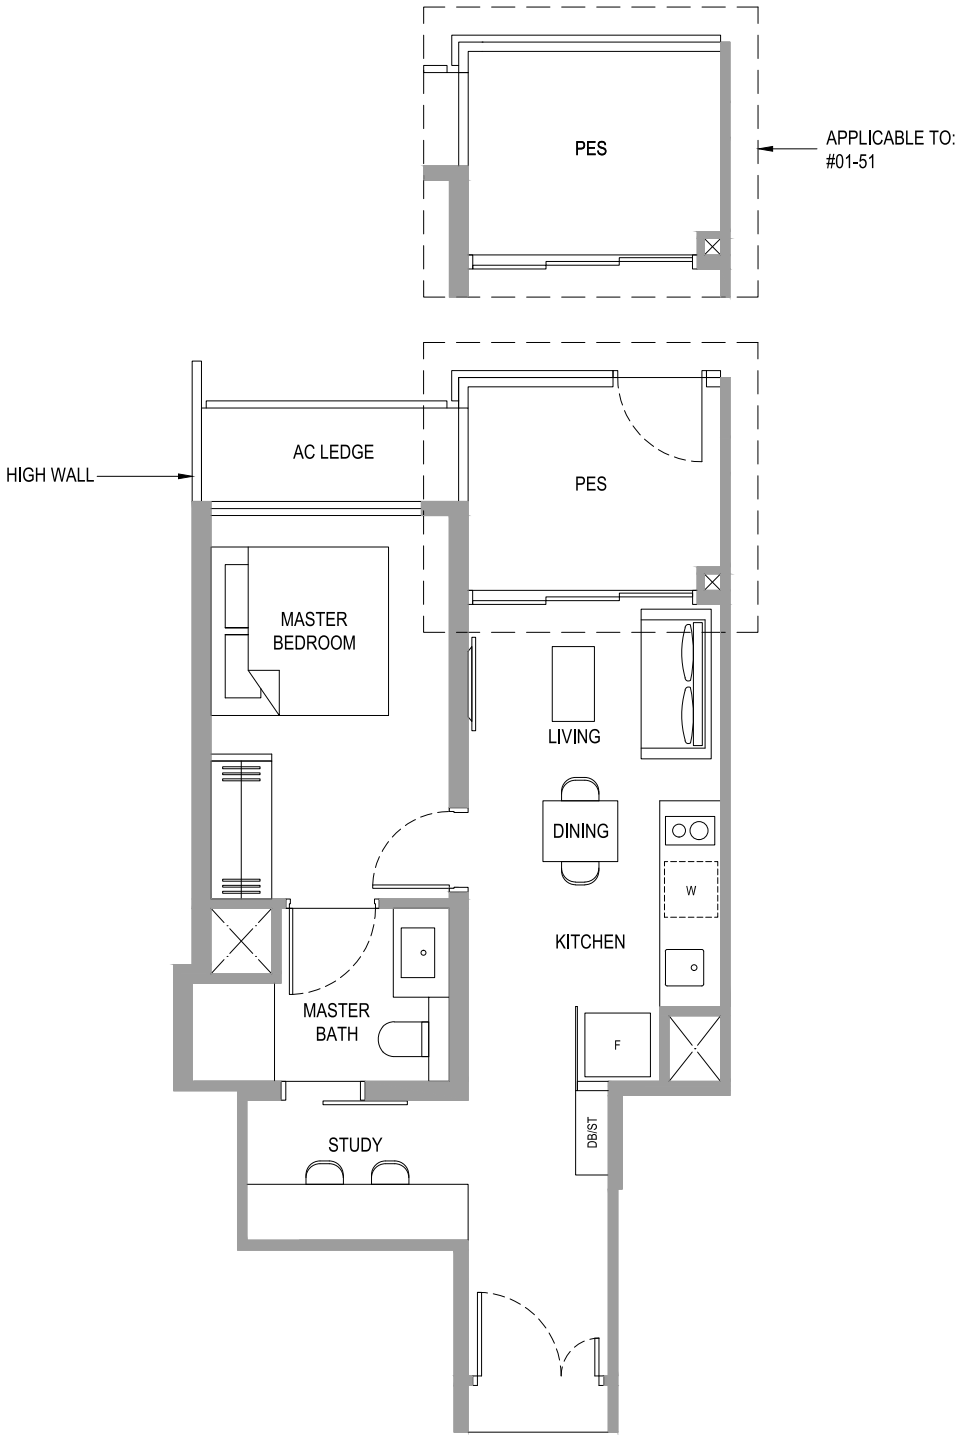 PES
APPLICABLE TO:
#01-51
AC LEDGE
HIGH WALL
PES
MASTER
BEDROOM
LIVING
DINING
W
KITCHEN
MASTER
BATH
F
DB/ST
STUDY